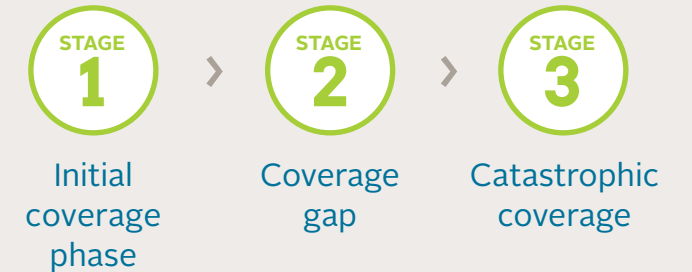 STAGE
1
Initial
coverage
phase
STAGE
2
Coverage
gap
STAGE
3
Catastrophic
coverage